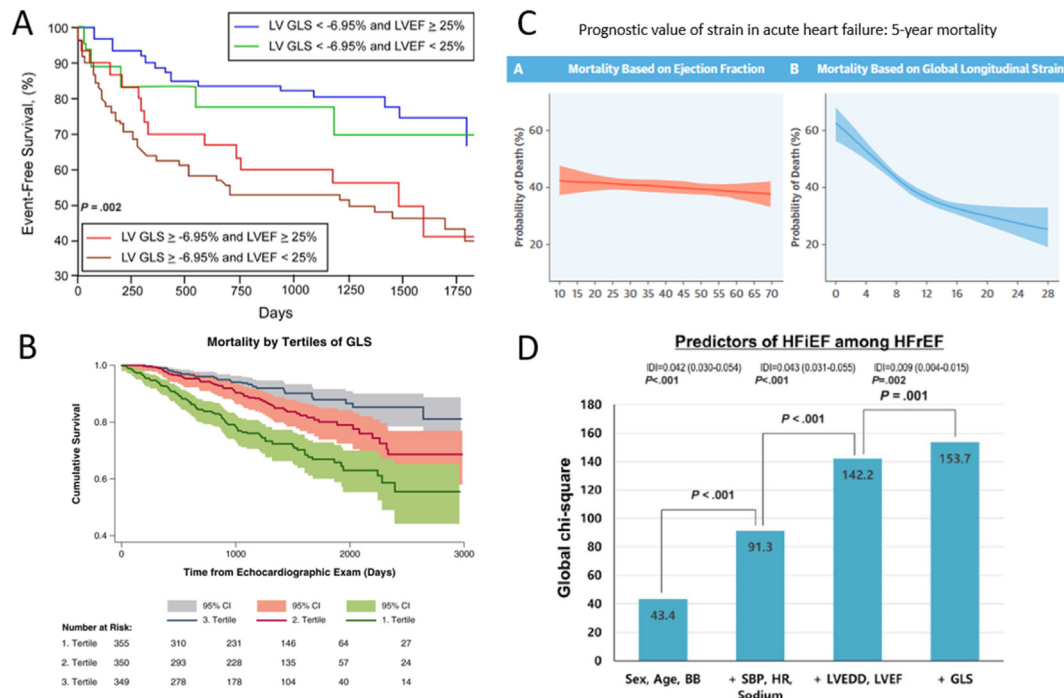 A
LV GLS < -6.95% and LVEF ≥ 25%
LV GLS < -6.95% and LVEF < 25%
Event-Free Survival, (%)
100
90
80
70
60
50
40
30
P = .002
LV GLS ≥ -6.95% and LVEF ≥ 25%
LV GLS ≥ -6.95% and LVEF < 25%
0 250 500 750 1000 1250 1500 1750
Days
B
Mortality by Tertiles of GLS
Cumulative Survival
1.0
0.8
0.6
0.4
0 1000 2000 3000
Time from Echocardiographic Exam (Days)
95% CI 95% CI 95% CI
3. Tertile 2. Tertile 1. Tertile
Number at Risk:
1. Tertile 355 310 231 146 64 27
2. Tertile 350 293 228 135 57 24
3. Tertile 349 278 178 104 40 14
C
Prognostic value of strain in acute heart failure: 5-year mortality
A Mortality Based on Ejection Fraction
Probability of Death (%)
60
40
20
10 15 20 25 30 35 40 45 50 55 60 65 70
B Mortality Based on Global Longitudinal Strain
Probability of Death (%)
60
40
20
0 4 8 12 16 20 24 28
D
Predictors of HFiEF among HFrEF
IDI=0.042 (0.030-0.054) IDI=0.043 (0.031-0.055) IDI=0.009 (0.004-0.015)
P<.001 P<.001 P=.002
P = .001
P < .001
P < .001
Global chi-square
180
160
140
120
100
80
60
40
20
0
43.4
91.3
142.2
153.7
Sex, Age, BB + SBP, HR, + LVEDD, LVEF + GLS
Sodium